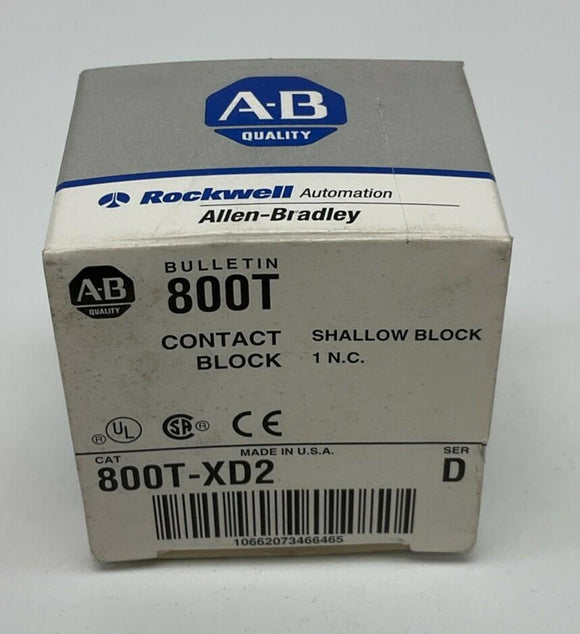 A-B
QUALITY
Rockwell Automation
Allen-Bradley
A-B
QUALITY
BULLETIN
800T
CONTACT BLOCK
SHALLOW BLOCK
1 N.C.
® UL
SA ®
CE
MADE IN U.S.A.
CAT
800T-XD2
SER
D
10662073466465